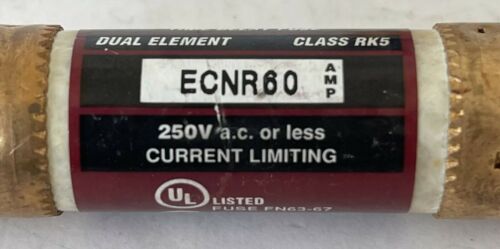 DUAL ELEMENT CLASS RK5
ECNR60 AMP
250V a.c. or less
CURRENT LIMITING
UL LISTED
FUSE FN63-67